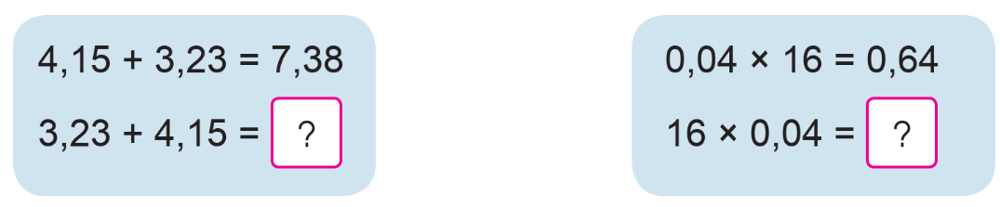 4,15 + 3,23 = 7,38
3,23 + 4,15 = ?
0,04 × 16 = 0,64
16 × 0,04 = ?